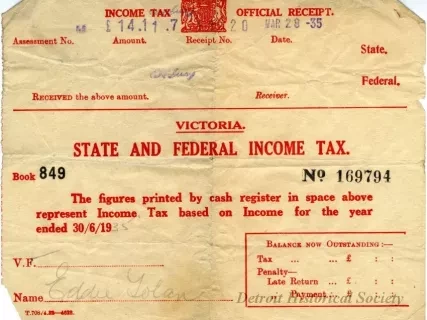 INCOME TAX OFFICIAL RECEIPT.
£14.11.7 20 MAR 28 -35
Assessment No. Amount. Receipt No. Date.
State.
Federal.
RECEIVED the above amount. Receiver.
VICTORIA.
STATE AND FEDERAL INCOME TAX.
Book 849 No 169794
The figures printed by cash register in space above
represent Income Tax based on Income for the year
ended 30/6/1935
BALANCE NOW OUTSTANDING :—
Tax ... ... £ : :
V.F.
Penalty—
Late Return ... £ : :
Name Eddie
„ Payment ... £ : :
Detroit Historical Society